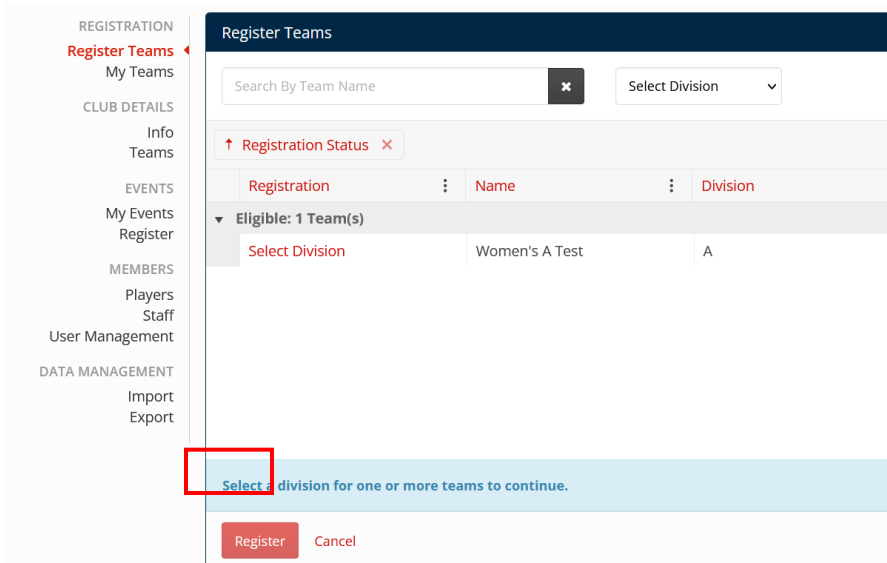 REGISTRATION
Register Teams
My Teams
CLUB DETAILS
Info
Teams
EVENTS
My Events
Register
MEMBERS
Players
Staff
User Management
DATA MANAGEMENT
Import
Export
Register Teams
Search By Team Name
Select Division
Registration Status
Registration Name Division
Eligible: 1 Team(s)
Select Division Women's A Test A
Select a division for one or more teams to continue.
Register Cancel